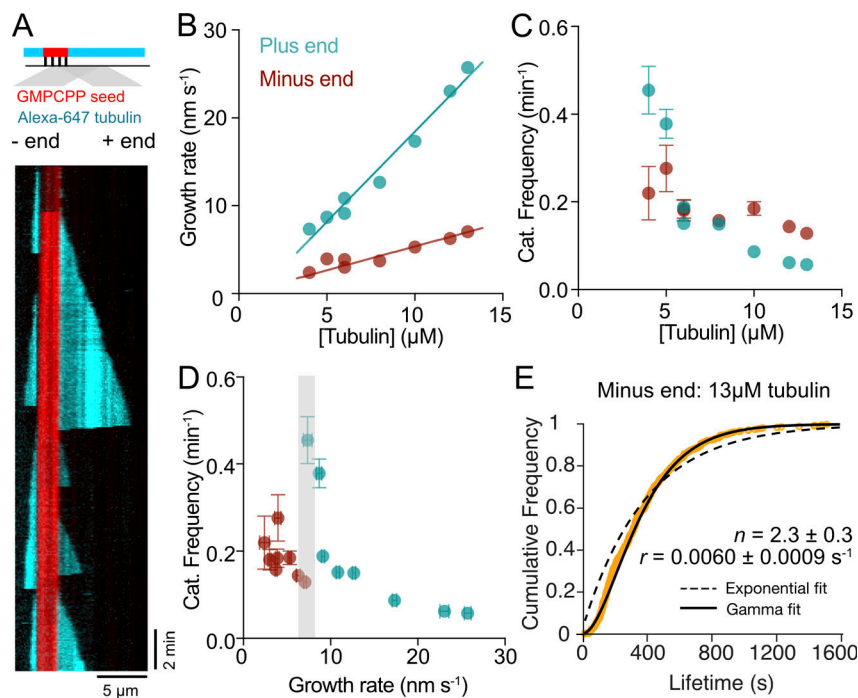 A
GMPCPP seed
Alexa-647 tubulin
- end + end
2 min
5 µm
B
Plus end
Minus end
Growth rate (nm s-1)
30
20
10
0
0 5 10 15
[Tubulin] (µM)
C
Cat. Frequency (min-1)
0.6
0.4
0.2
0.0
0 5 10 15
[Tubulin] (µM)
D
Cat. Frequency (min-1)
0.6
0.4
0.2
0.0
0 10 20 30
Growth rate (nm s-1)
E
Minus end: 13µM tubulin
Cumulative Frequency
1
0.8
0.6
0.4
0.2
0
n = 2.3 ± 0.3
r = 0.0060 ± 0.0009 s-1
Exponential fit
Gamma fit
0 400 800 1200 1600
Lifetime (s)